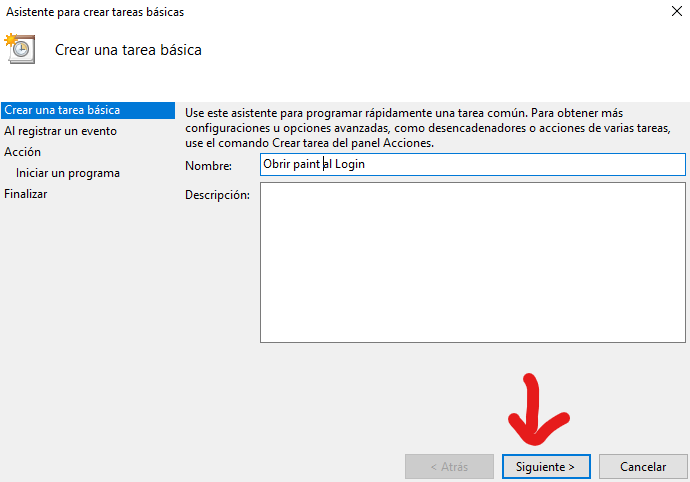 Asistente para crear tareas básicas
Crear una tarea básica
Crear una tarea básica
Al registrar un evento
Acción
Iniciar un programa
Finalizar
Use este asistente para programar rápidamente una tarea común. Para obtener más
configuraciones u opciones avanzadas, como desencadenadores o acciones de varias tareas,
use el comando Crear tarea del panel Acciones.
Nombre: Obrir paint al Login
Descripción:
< Atrás Siguiente > Cancelar